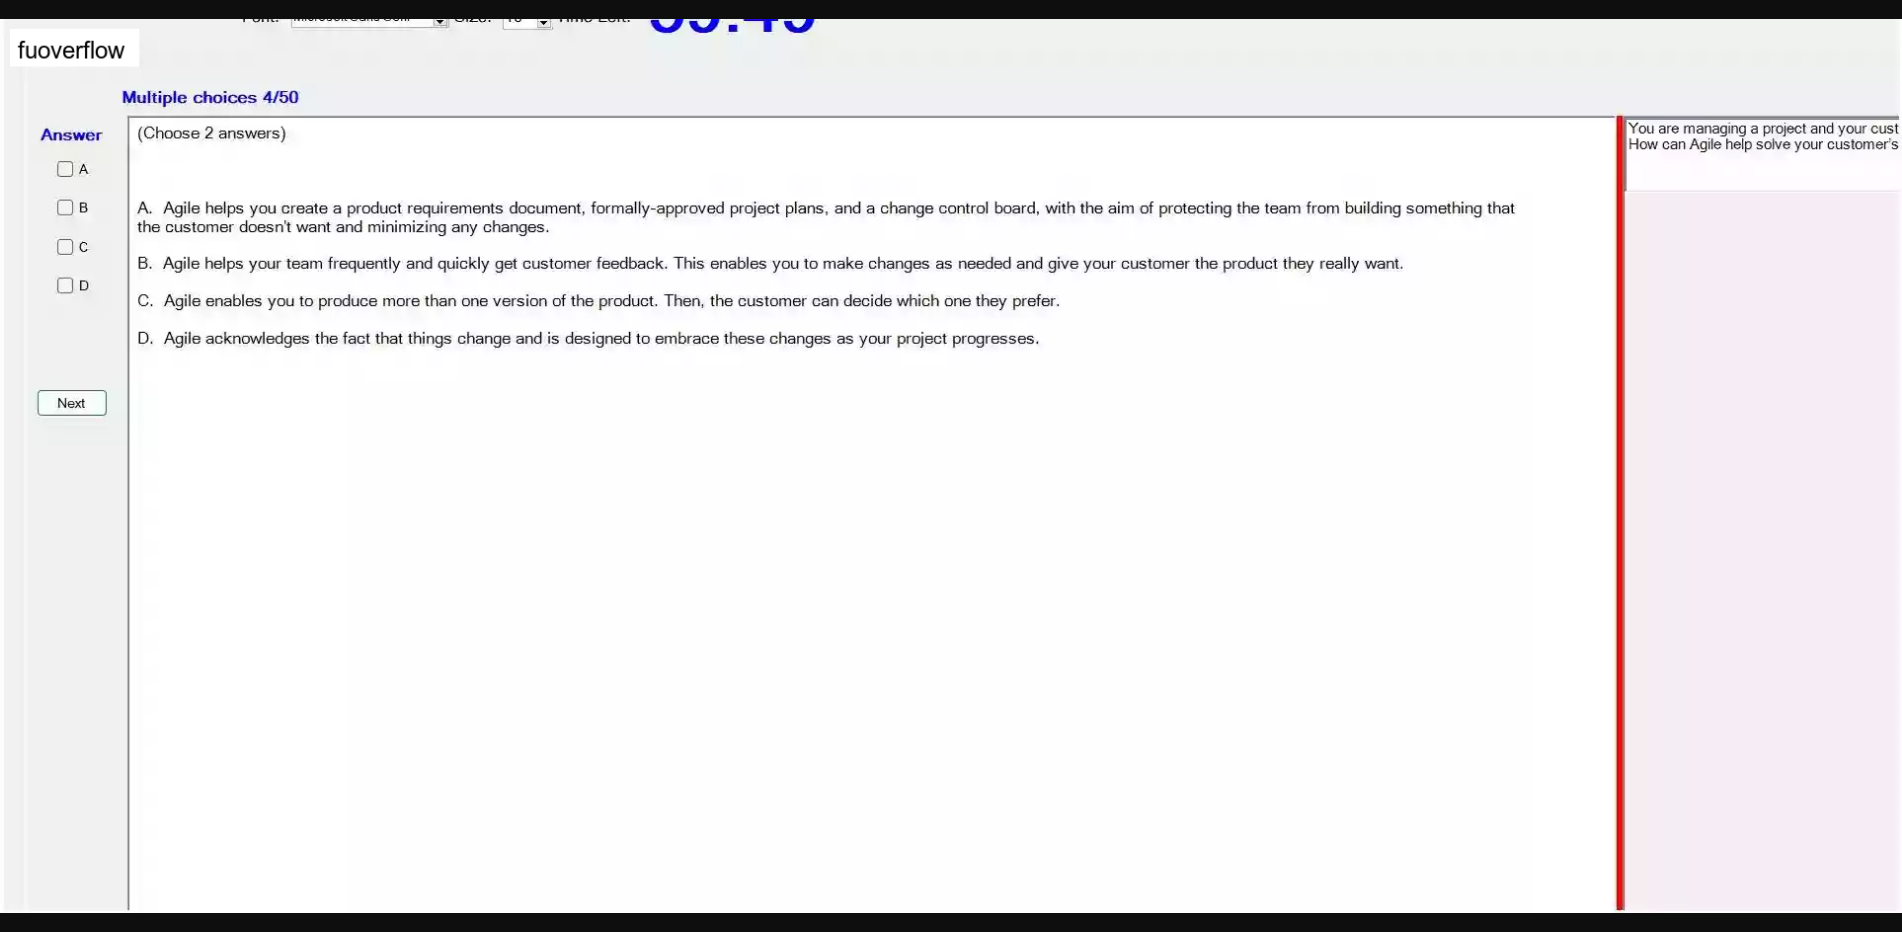 fuoverflow
Multiple choices 4/50
Answer
(Choose 2 answers)
You are managing a project and your cust
How can Agile help solve your customer's
A
B
C
D
A. Agile helps you create a product requirements document, formally-approved project plans, and a change control board, with the aim of protecting the team from building something that
the customer doesn't want and minimizing any changes.
B. Agile helps your team frequently and quickly get customer feedback. This enables you to make changes as needed and give your customer the product they really want.
C. Agile enables you to produce more than one version of the product. Then, the customer can decide which one they prefer.
D. Agile acknowledges the fact that things change and is designed to embrace these changes as your project progresses.
Next